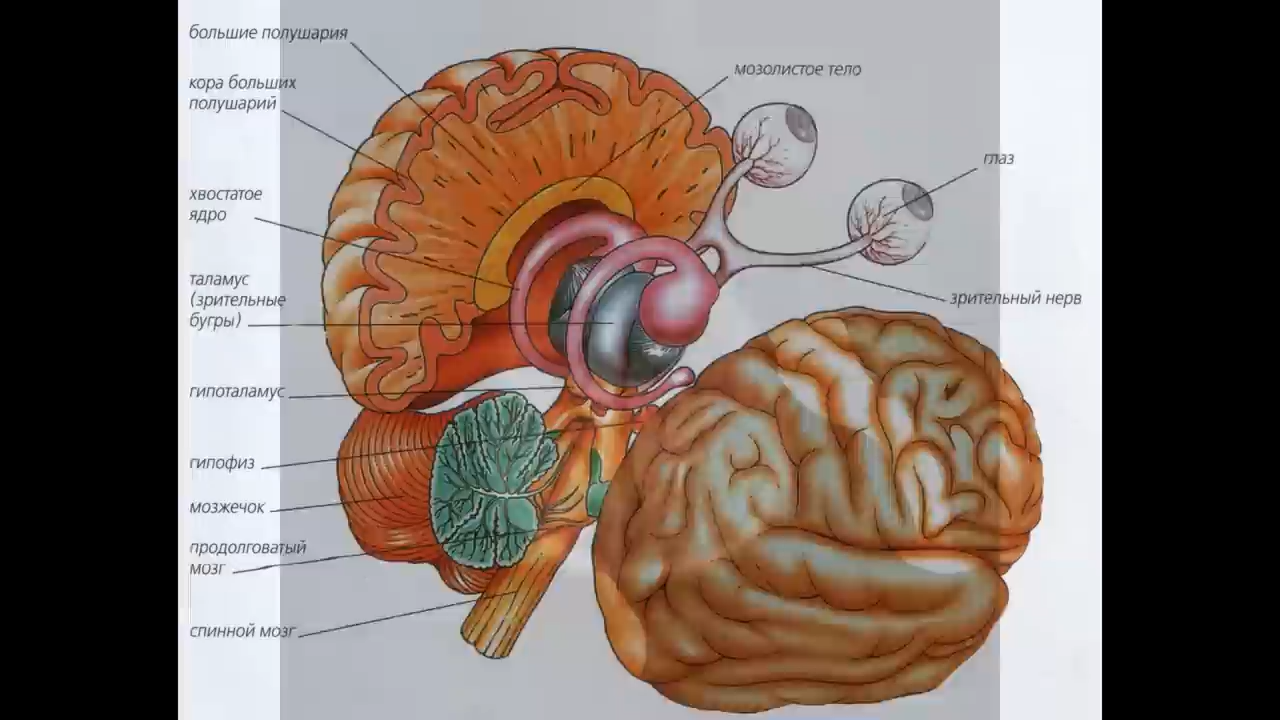 большие полушария
кора больших
полушарий
хвостатое
ядро
таламус
(зрительные
бугры)
гипоталамус
гипофиз
мозжечок
продолговатый
мозг
спинной мозг
мозолистое тело
глаз
зрительный нерв